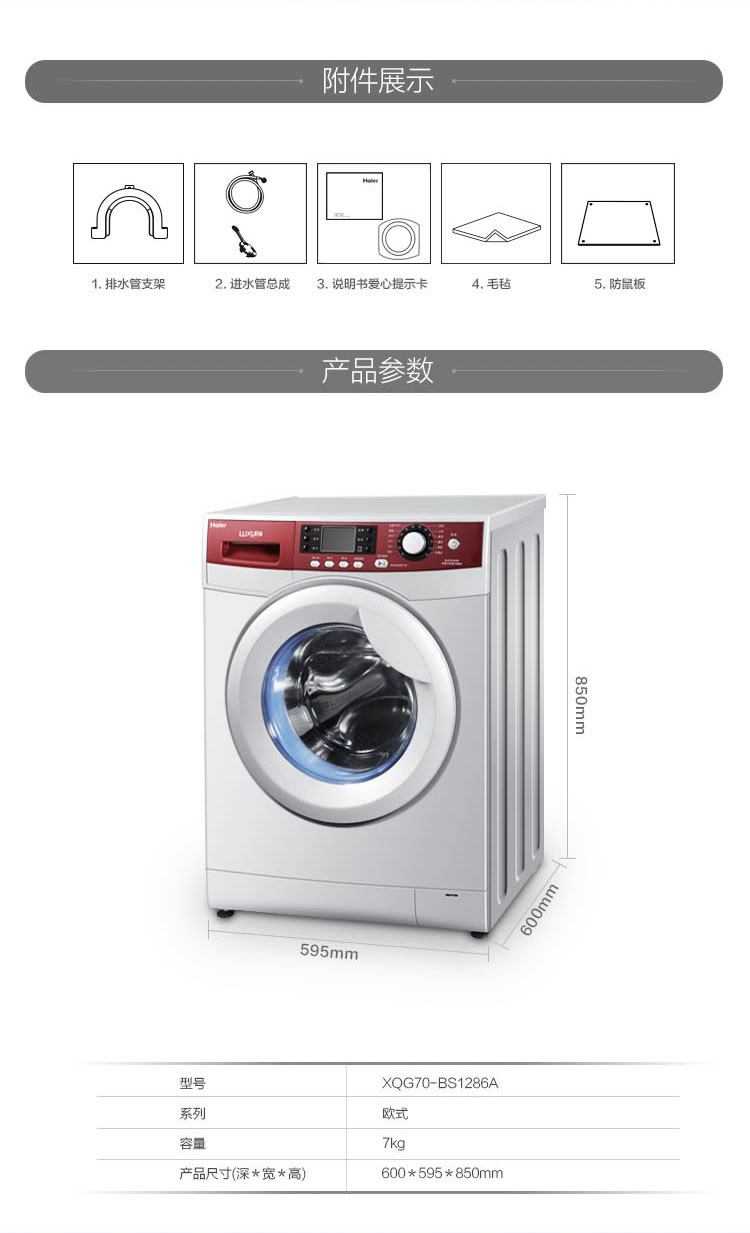 附件展示
Haier
1. 排水管支架 2. 进水管总成 3. 说明书爱心提示卡 4. 毛毡 5. 防鼠板
产品参数
Haier
850mm
600mm
595mm
型号 XQG70-BS1286A
系列 欧式
容量 7kg
产品尺寸(深*宽*高) 600*595*850mm